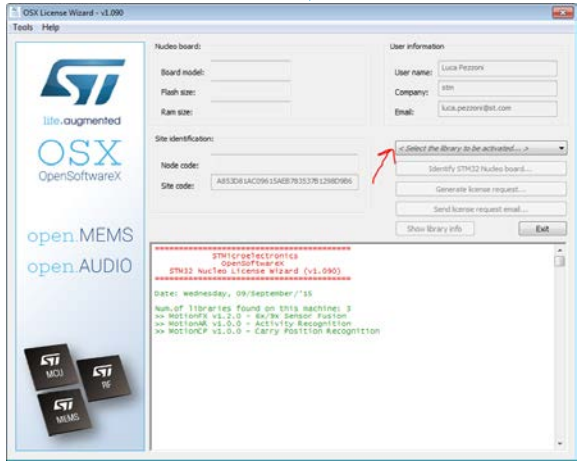 OSX License Wizard - v1.090
Tools Help
life.augmented
OSX
OpenSoftwareX
open.MEMS
open.AUDIO
MCU
RF
MEMS
Nucleo board:
Board model:
Flash size:
Ram size:
User information
User name: Luca Pezzoni
Company: stm
Email: luca.pezzoni@st.com
Site identification:
Node code:
Site code:
< Select the library to be activated... >
Identify STM32 Nucleo board...
Generate license request...
Send license request email...
Show library info
Exit
==========================================
STMicroelectronics
OpenSoftwareX
STM32 Nucleo License Wizard (v1.090)
==========================================
Date: Wednesday, 09/September/'15
Num.of libraries found on this machine: 3
>> MotionFX v1.2.0 - 6x/9x Sensor Fusion
>> MotionAR v1.0.0 - Activity Recognition
>> MotionCP v1.0.0 - Carry Position Recognition